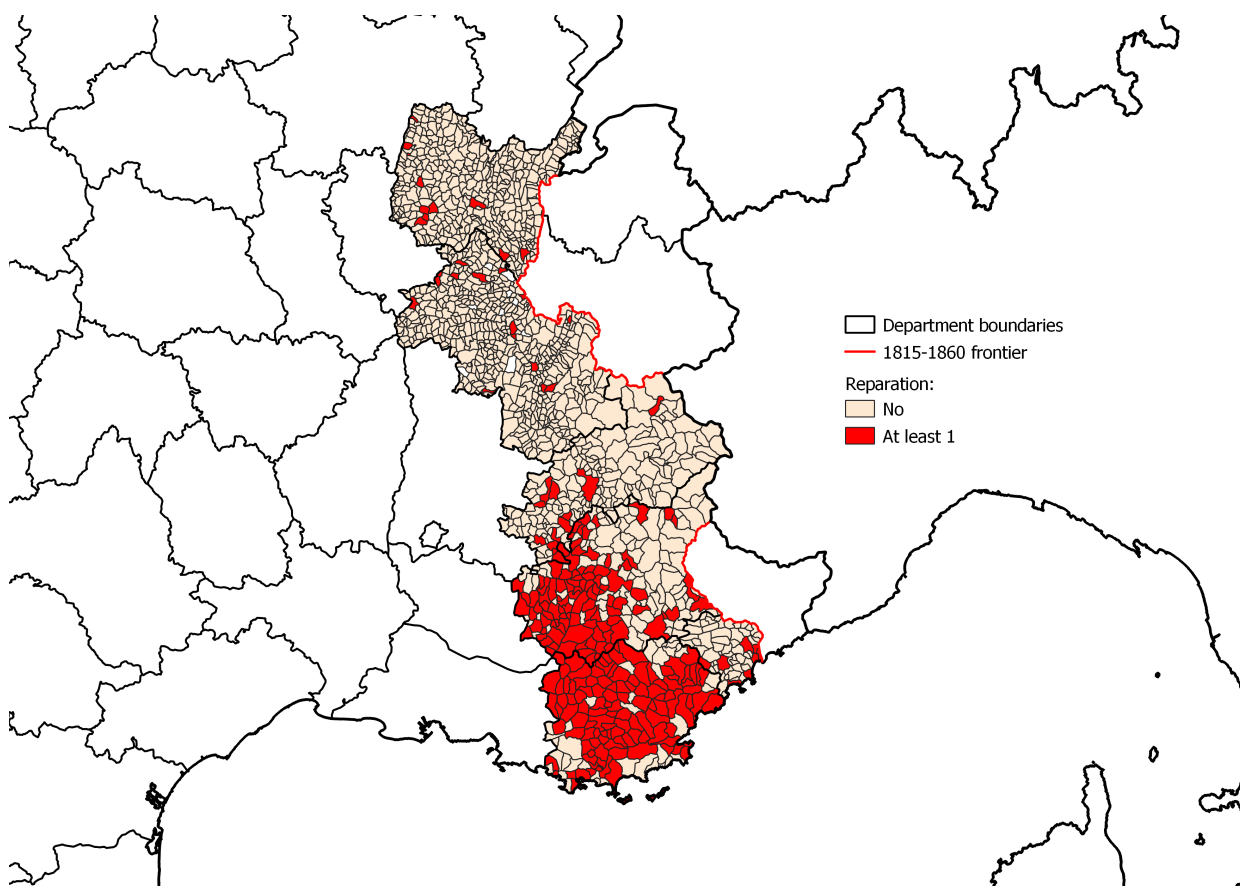 Department boundaries
1815-1860 frontier
Reparation:
No
At least 1